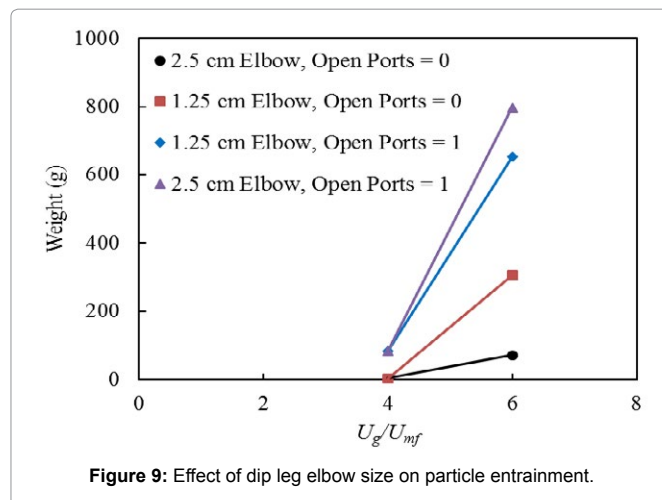 1000
800
600
400
200
0
Weight (g)
2.5 cm Elbow, Open Ports = 0
1.25 cm Elbow, Open Ports = 0
1.25 cm Elbow, Open Ports = 1
2.5 cm Elbow, Open Ports = 1
0 2 4 6 8
Ug/Umf
Figure 9: Effect of dip leg elbow size on particle entrainment.